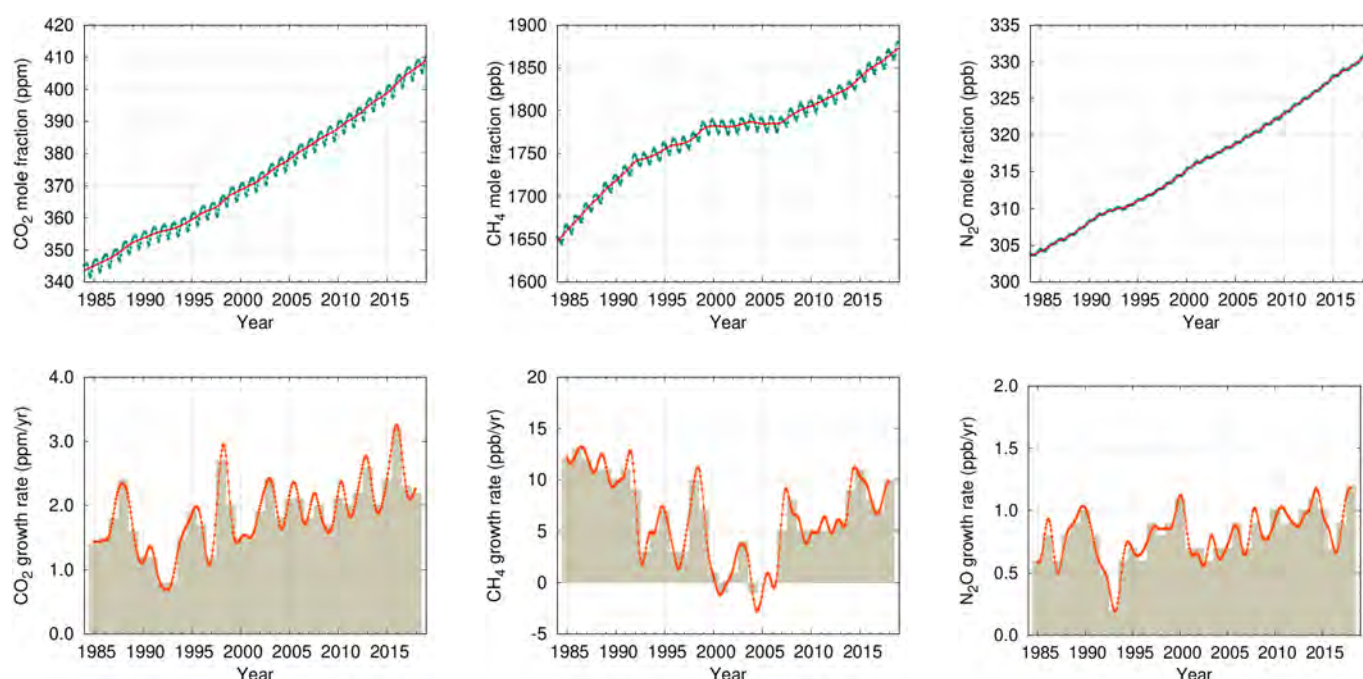 CO2 mole fraction (ppm)
420
410
400
390
380
370
360
350
340
1985 1990 1995 2000 2005 2010 2015
Year
CH4 mole fraction (ppb)
1900
1850
1800
1750
1700
1650
1600
1985 1990 1995 2000 2005 2010 2015
Year
N2O mole fraction (ppb)
335
330
325
320
315
310
305
300
1985 1990 1995 2000 2005 2010 2015
Year
CO2 growth rate (ppm/yr)
4.0
3.0
2.0
1.0
0.0
1985 1990 1995 2000 2005 2010 2015
Year
CH4 growth rate (ppb/yr)
20
15
10
5
0
-5
1985 1990 1995 2000 2005 2010 2015
Year
N2O growth rate (ppb/yr)
2.0
1.5
1.0
0.5
0.0
1985 1990 1995 2000 2005 2010 2015
Year